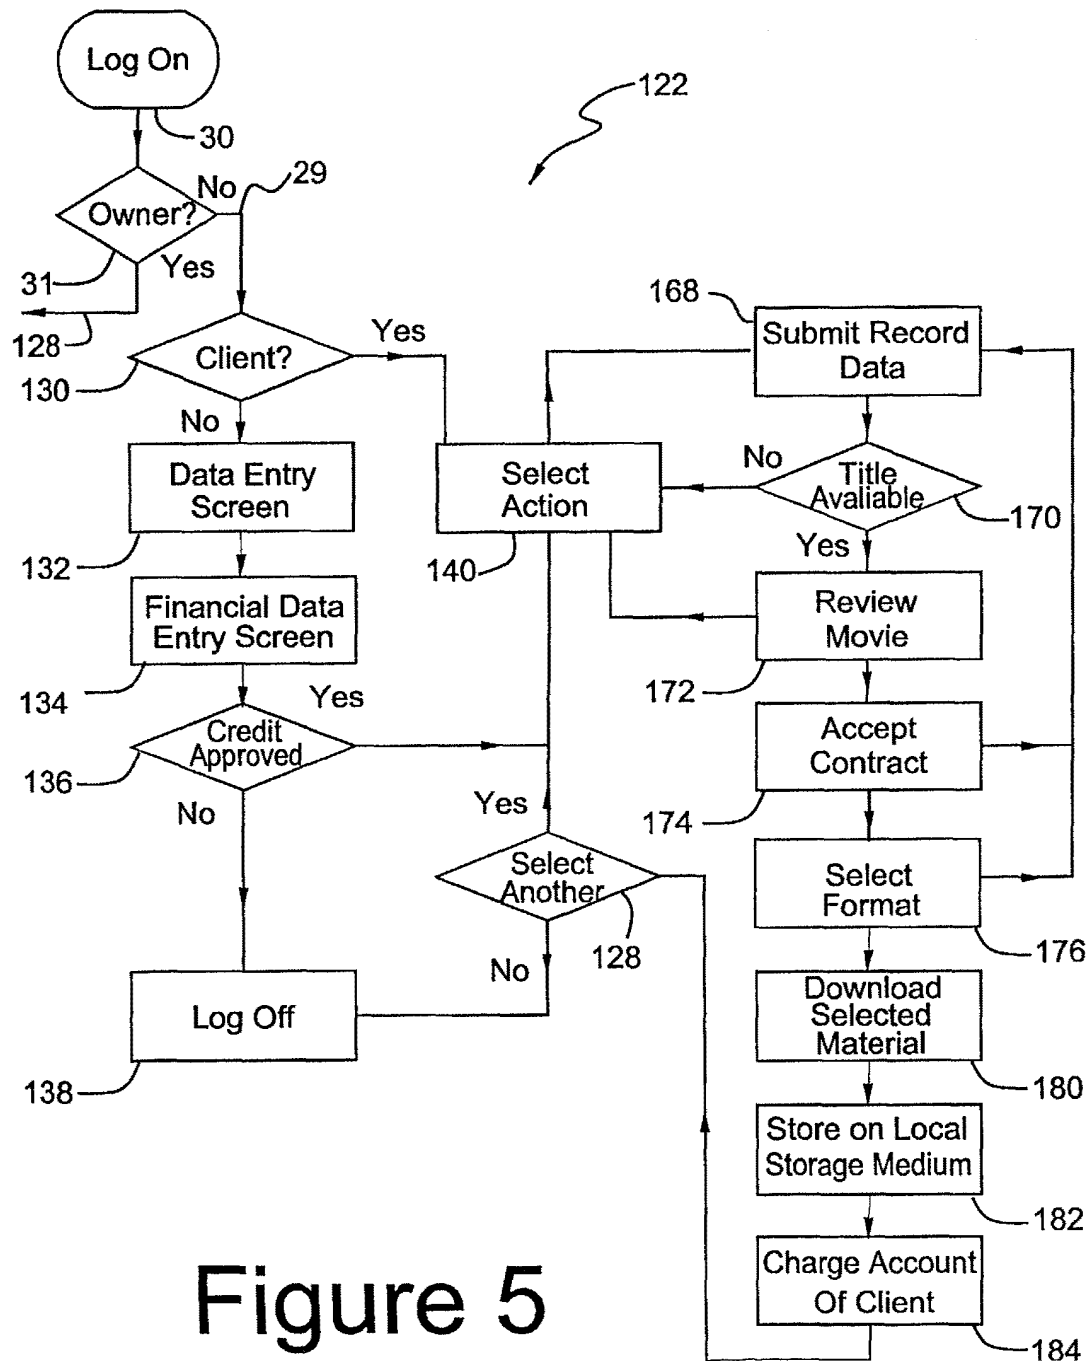 Log On
30
122
No
29
Owner?
31
Yes
128
168
Submit Record
Data
Client?
Yes
130
No
Data Entry
Screen
132
Select
Action
140
No
Title
Avaliable
170
Yes
Financial Data
Entry Screen
134
Review
Movie
172
Yes
Credit
Approved
136
No
Accept
Contract
174
Yes
Select
Another
128
No
Select
Format
176
Log Off
138
Download
Selected
Material
180
Store on Local
Storage Medium
182
Charge Account
Of Client
184
Figure 5